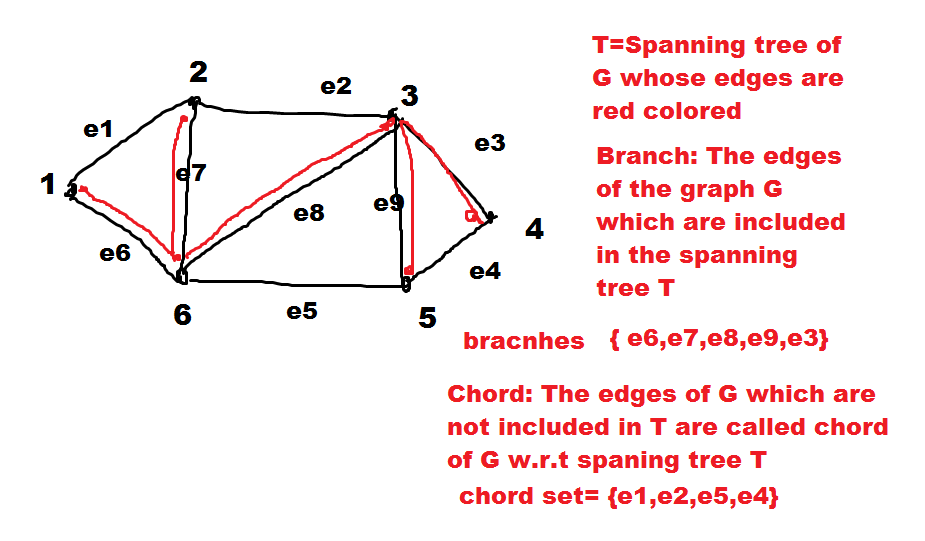 2
e2
3
T=Spanning tree of
G whose edges are
red colored
e1
e3
1
e7
Branch: The edges
of the graph G
which are included
in the spanning
tree T
e8
e9
4
e6
e4
6
e5
5
bracnhes { e6,e7,e8,e9,e3}
Chord: The edges of G which are
not included in T are called chord
of G w.r.t spaning tree T
chord set= {e1,e2,e5,e4}